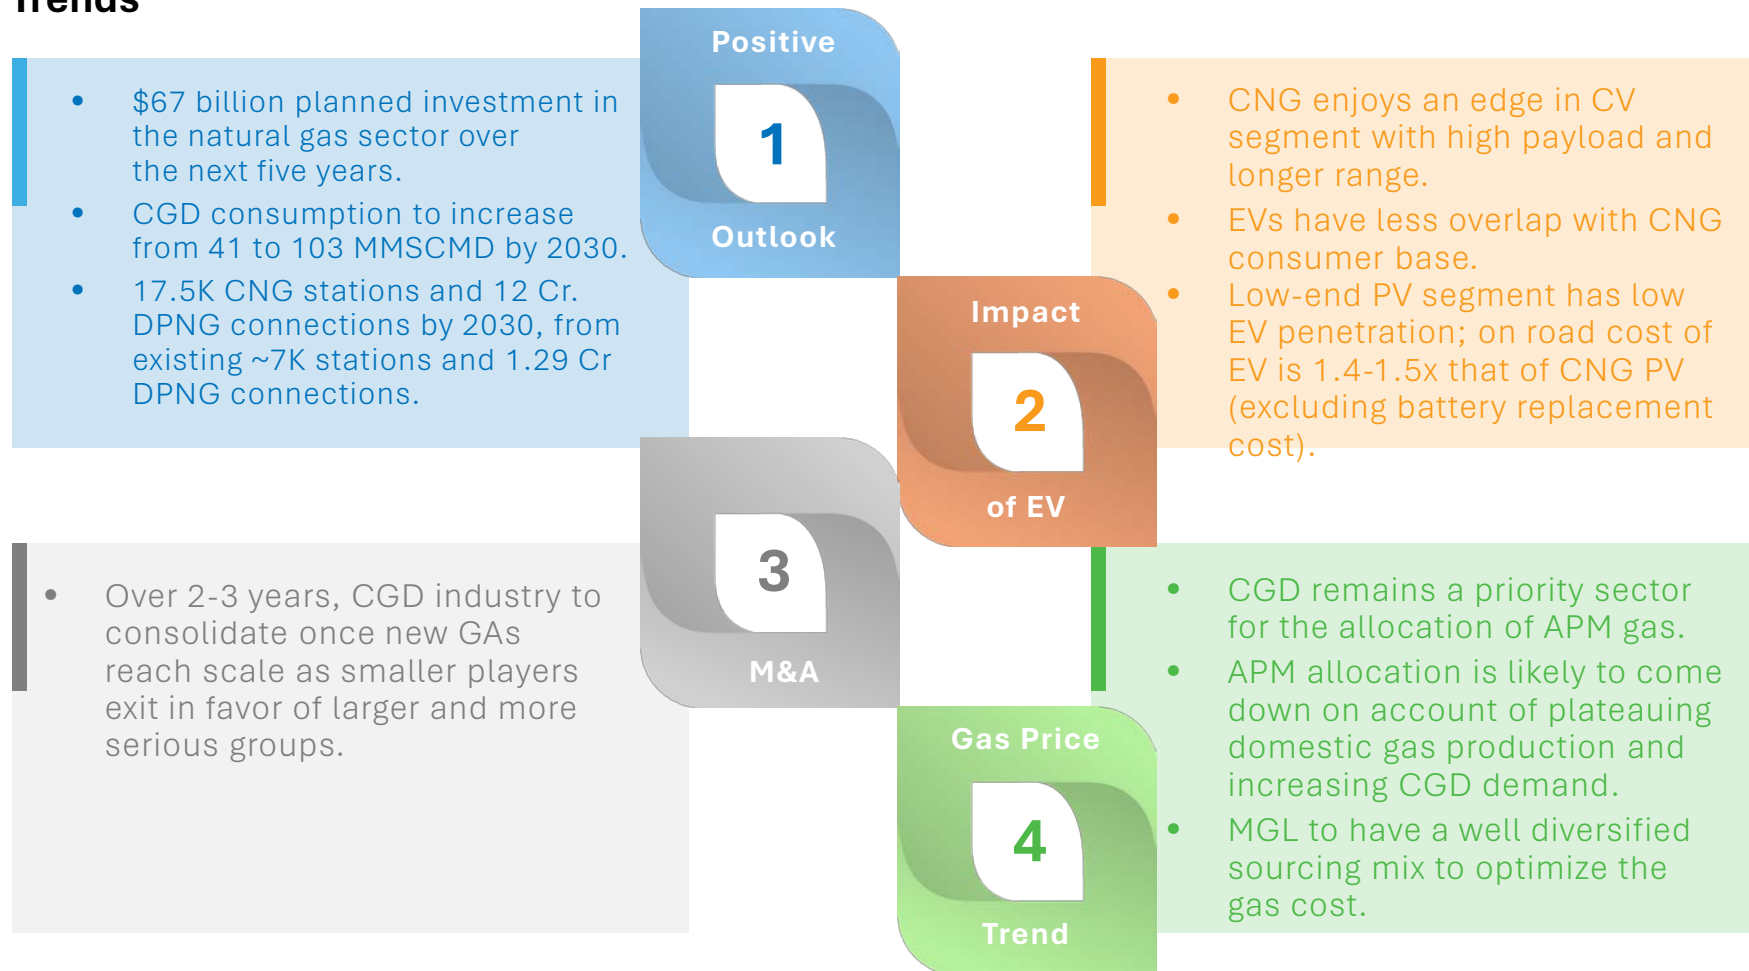 Trends
Positive
1
Outlook
• $67 billion planned investment in
the natural gas sector over
the next five years.
• CGD consumption to increase
from 41 to 103 MMSCMD by 2030.
• 17.5K CNG stations and 12 Cr.
DPNG connections by 2030, from
existing ~7K stations and 1.29 Cr
DPNG connections.
Impact
2
of EV
• CNG enjoys an edge in CV
segment with high payload and
longer range.
• EVs have less overlap with CNG
consumer base.
• Low-end PV segment has low
EV penetration; on road cost of
EV is 1.4-1.5x that of CNG PV
(excluding battery replacement
cost).
3
M&A
• Over 2-3 years, CGD industry to
consolidate once new GAs
reach scale as smaller players
exit in favor of larger and more
serious groups.
Gas Price
4
Trend
• CGD remains a priority sector
for the allocation of APM gas.
• APM allocation is likely to come
down on account of plateauing
domestic gas production and
increasing CGD demand.
• MGL to have a well diversified
sourcing mix to optimize the
gas cost.